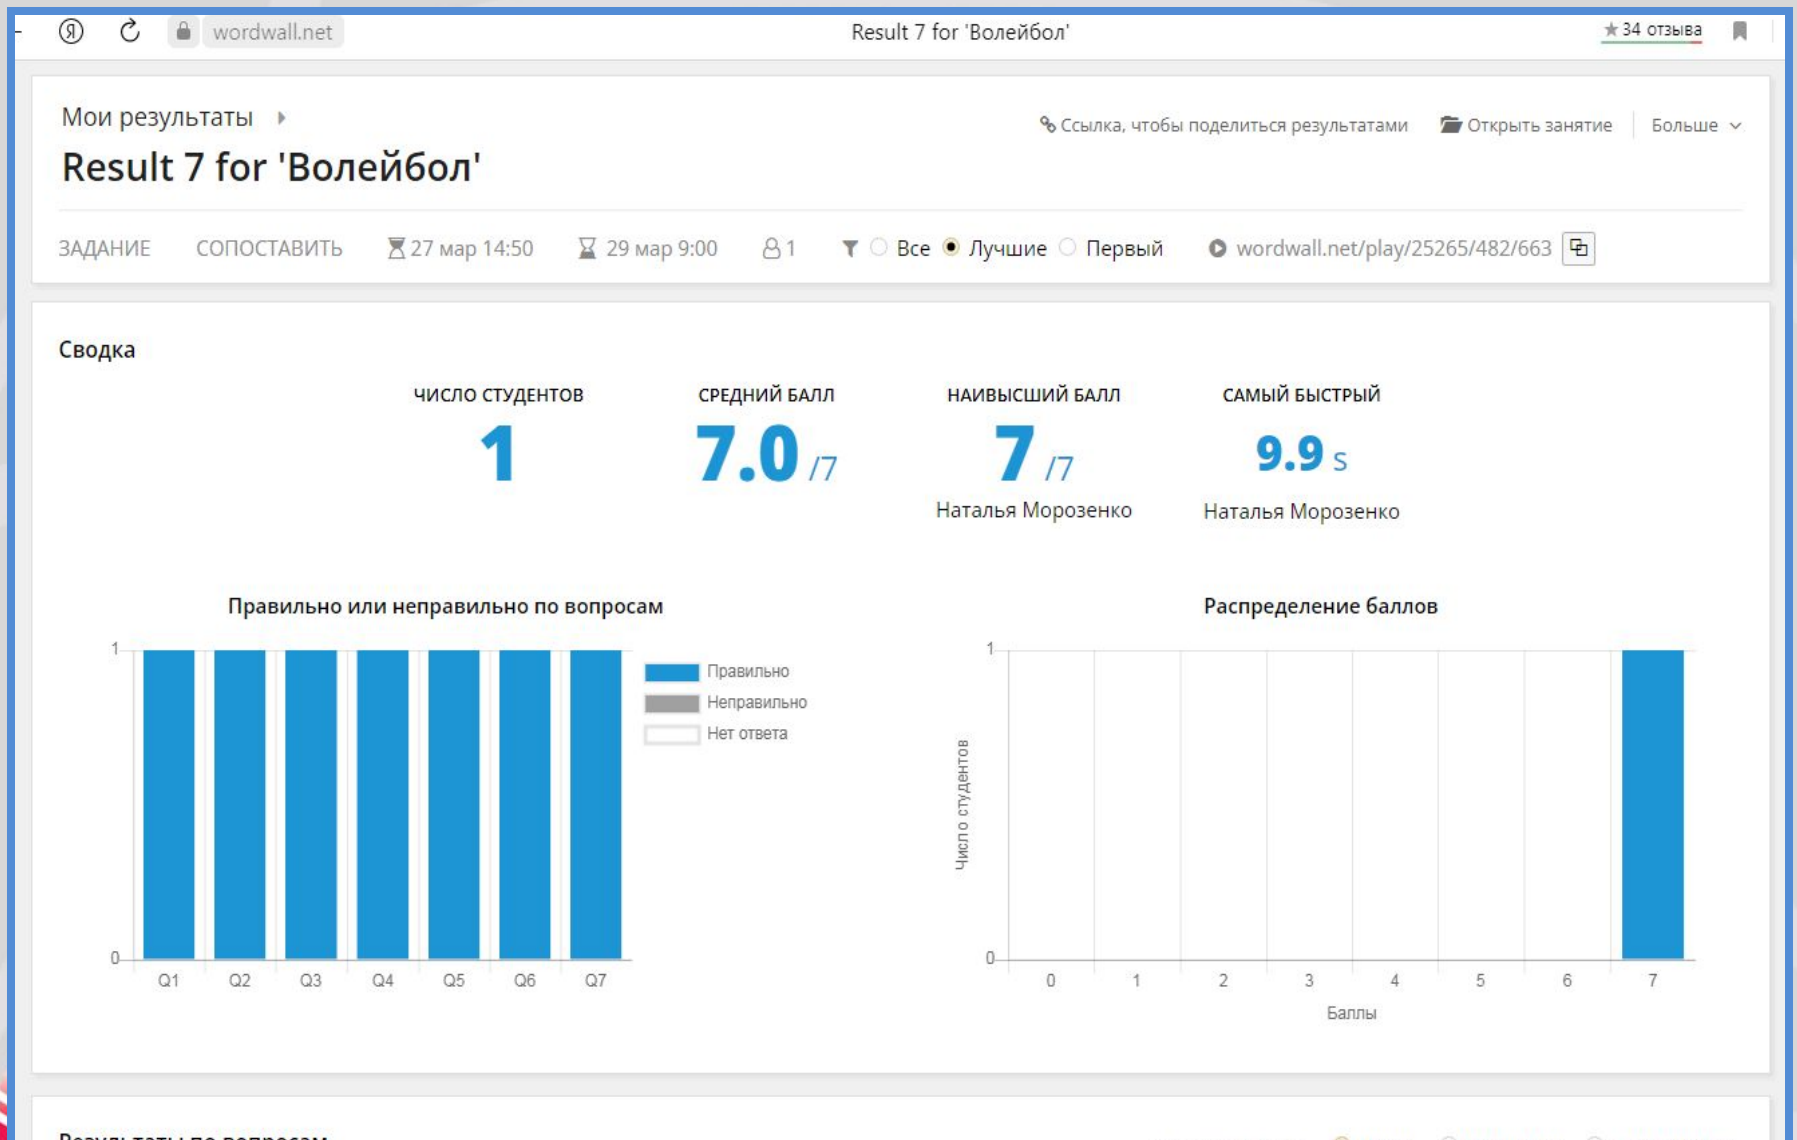 Я wordwall.net Result 7 for 'Волейбол' 34 отзыва
Мои результаты
Ссылка, чтобы поделиться результатами Открыть занятие Больше
Result 7 for 'Волейбол'
ЗАДАНИЕ СОПОСТАВИТЬ 27 мар 14:50 29 мар 9:00 1 Все Лучшие Первый wordwall.net/play/25265/482/663
Сводка
ЧИСЛО СТУДЕНТОВ СРЕДНИЙ БАЛЛ НАИВЫСШИЙ БАЛЛ САМЫЙ БЫСТРЫЙ
1 7.0 /7 7 /7 9.9 s
Наталья Морозенко Наталья Морозенко
Правильно или неправильно по вопросам
1
0
Q1 Q2 Q3 Q4 Q5 Q6 Q7
Правильно
Неправильно
Нет ответа
Распределение баллов
Число студентов
1
0
0 1 2 3 4 5 6 7
Баллы
Результаты по вопросам